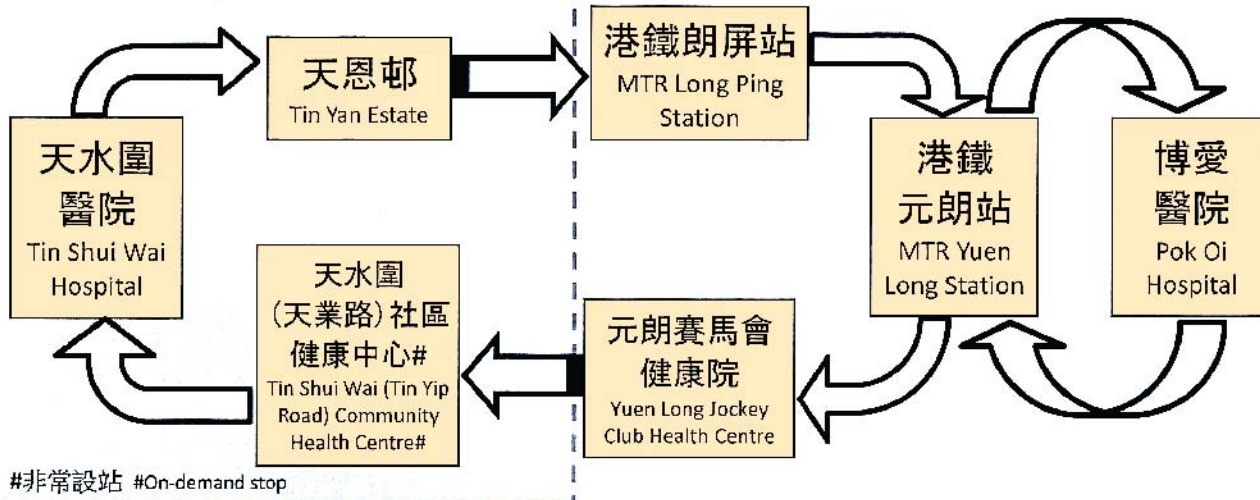 天水圍
醫院
Tin Shui Wai
Hospital
天恩邨
Tin Yan Estate
港鐵朗屏站
MTR Long Ping
Station
港鐵
元朗站
MTR Yuen
Long Station
博愛
醫院
Pok Oi
Hospital
元朗賽馬會
健康院
Yuen Long Jockey
Club Health Centre
天水圍
(天業路)社區
健康中心#
Tin Shui Wai (Tin Yip
Road) Community
Health Centre#
#非常設站 #On-demand stop